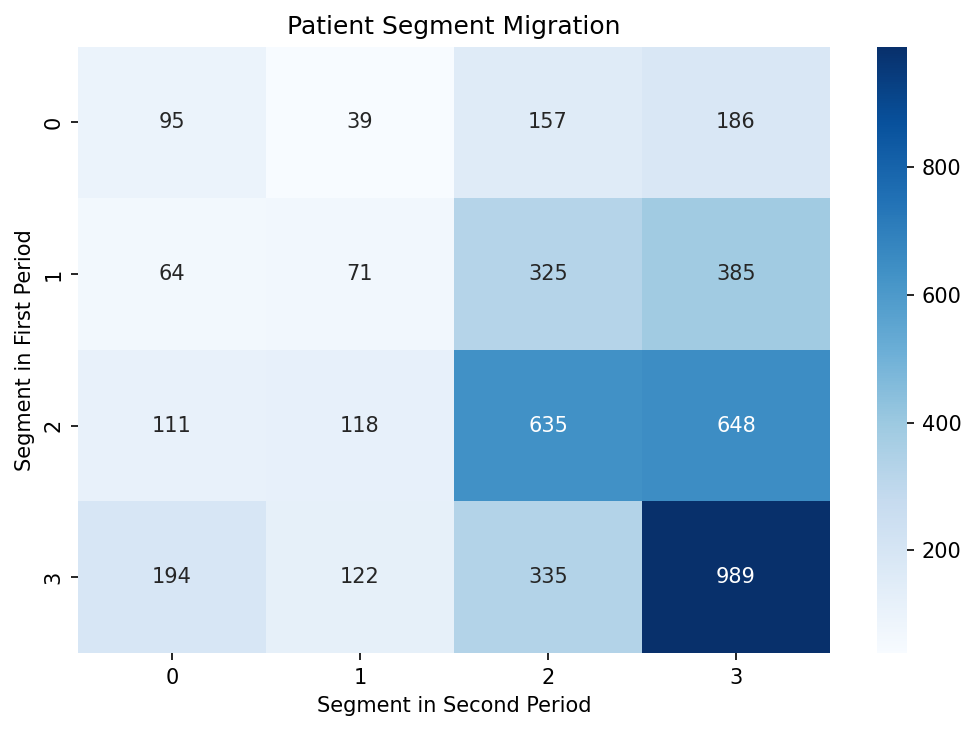 Patient Segment Migration
Segment in First Period
0 95 39 157 186
1 64 71 325 385
2 111 118 635 648
3 194 122 335 989
0 1 2 3
Segment in Second Period
800
600
400
200